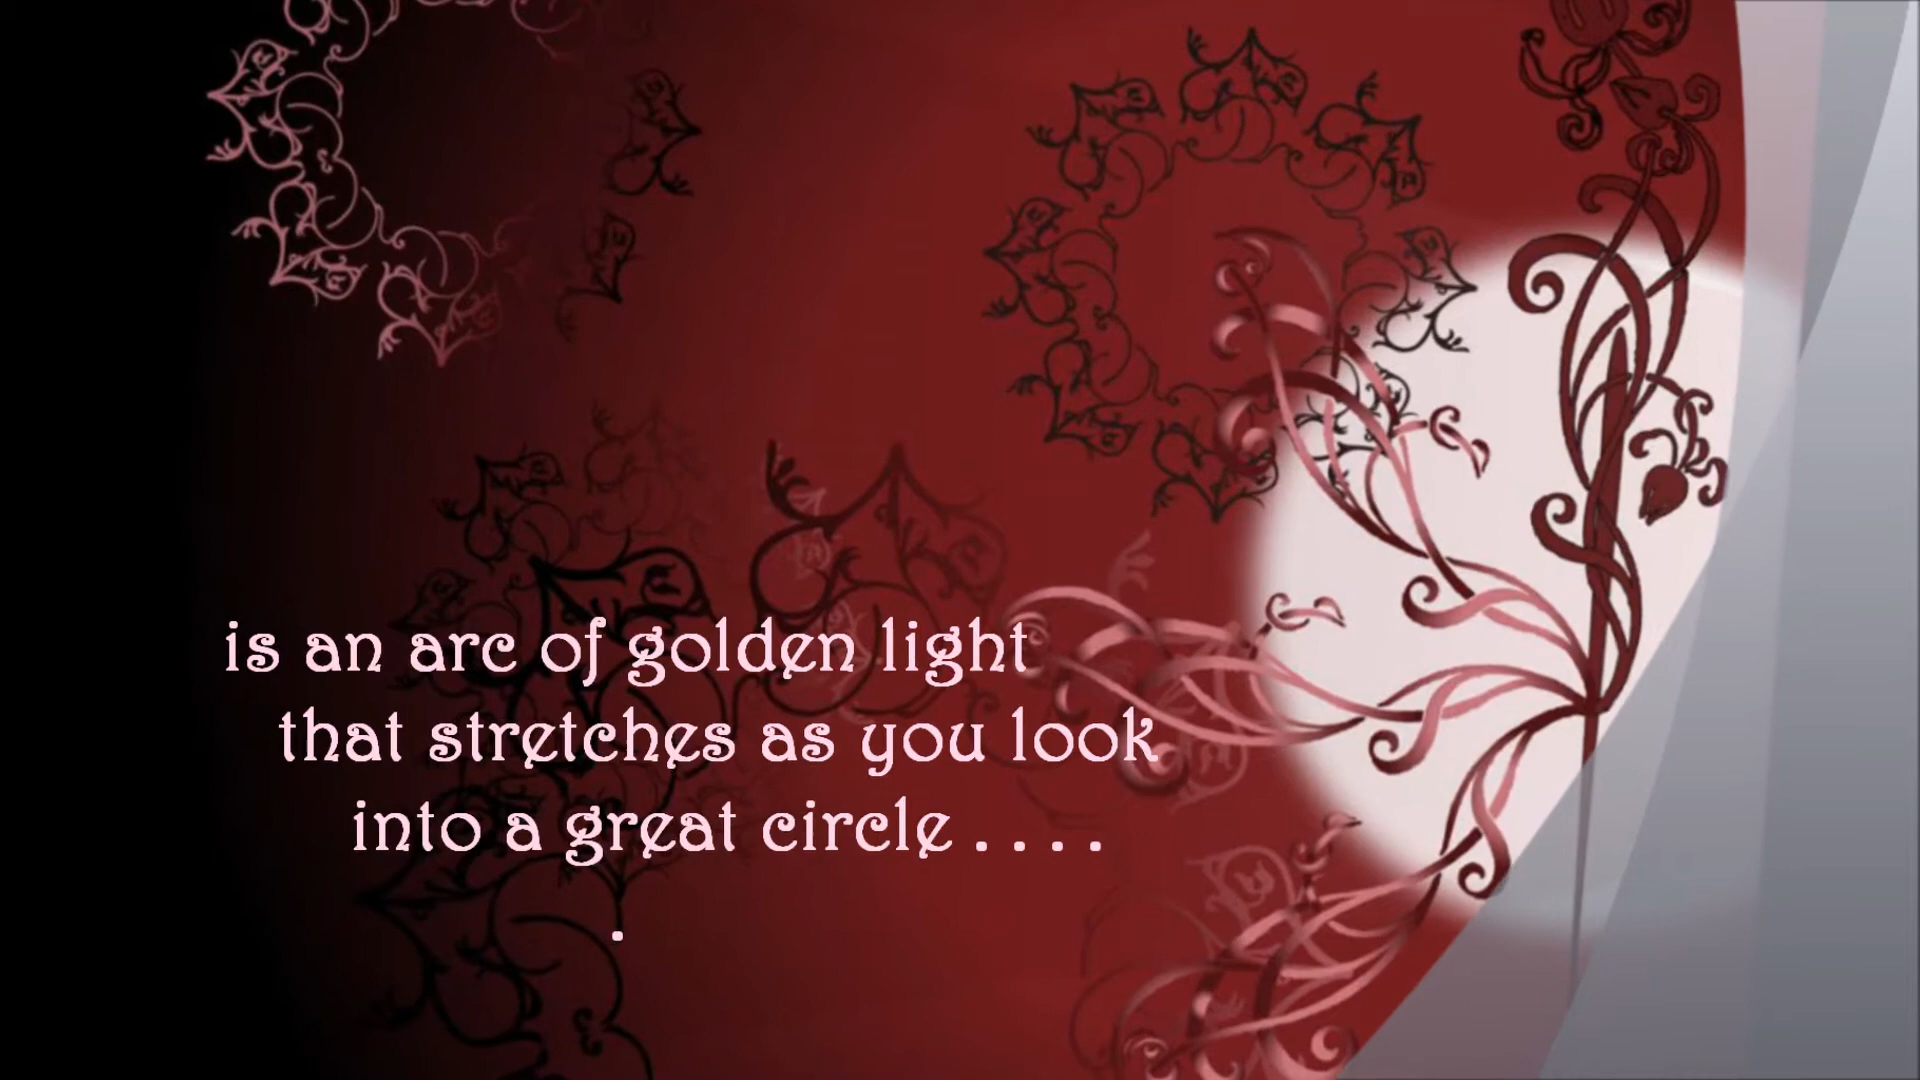 is an arc of golden light
that stretches as you look
into a great circle . . . .
.